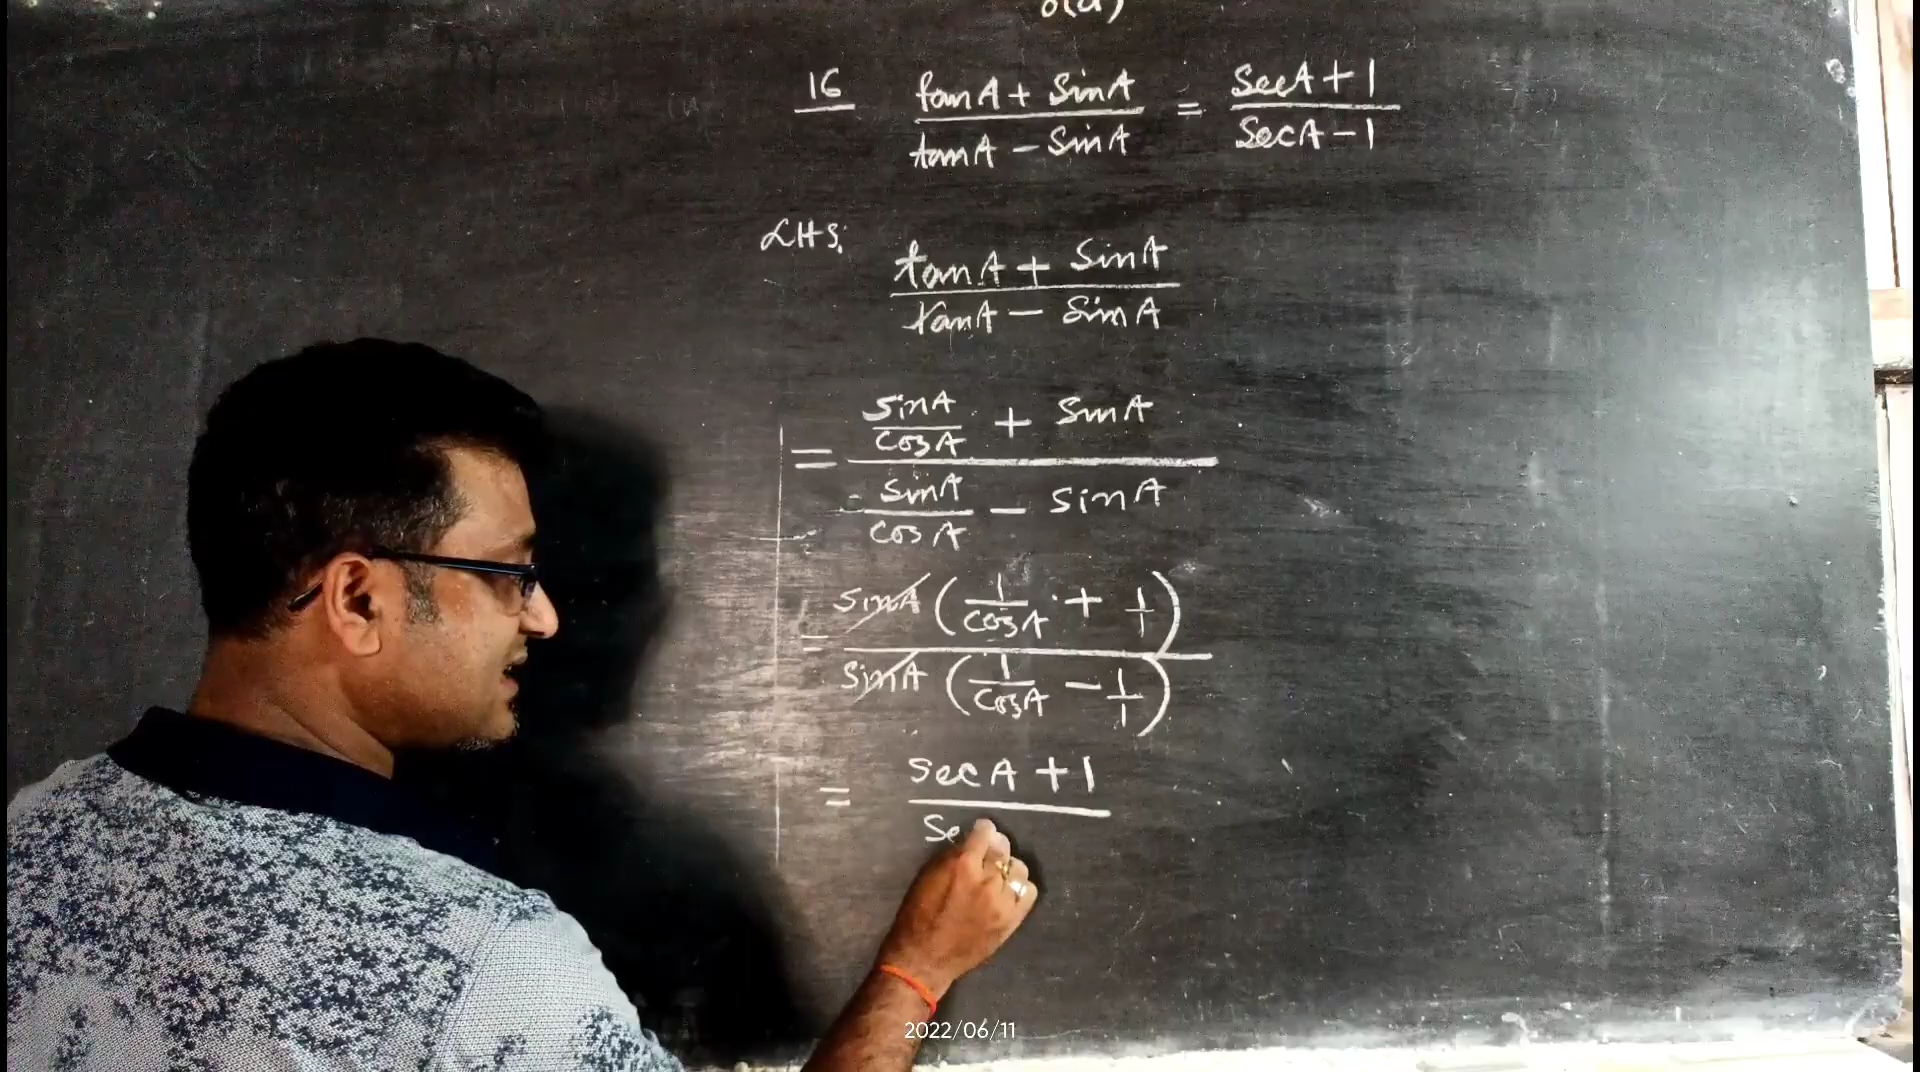 16 (tanA + SinA)/(tanA - SinA) = (SecA + 1)/(SecA - 1)
LHS:
(tanA + SinA)/(tanA - SinA)
= (sinA/cosA + SinA)/(sinA/cosA - sinA)
= (sinA (1/cosA + 1/1))/(sinA (1/cosA - 1/1))
= (secA + 1)/(Se
2022/06/11